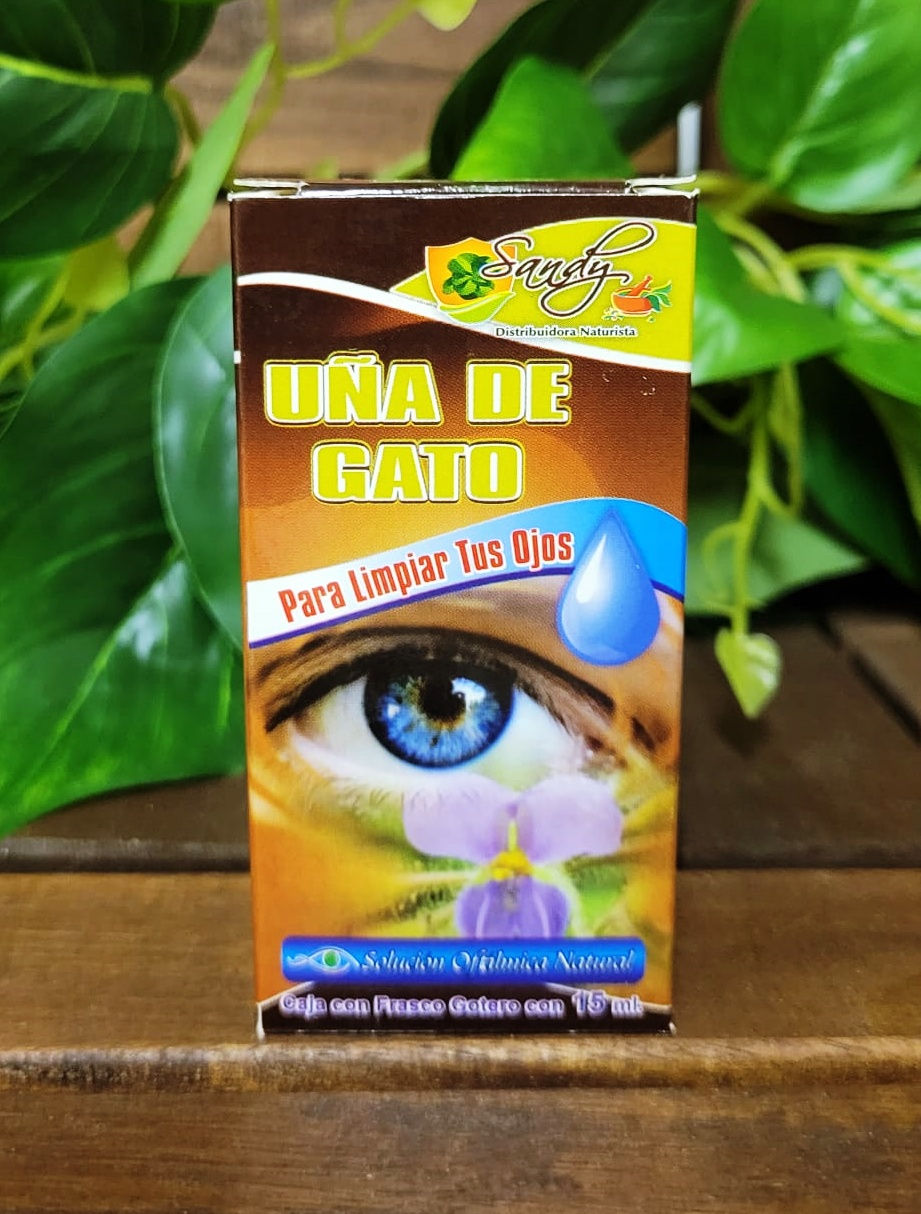 Sandy
Distribuidora Naturista
UÑA DE
GATO
Para Limpiar Tus Ojos
Solución Oftálmica Natural
Caja con Frasco Gotero con 15 ml.